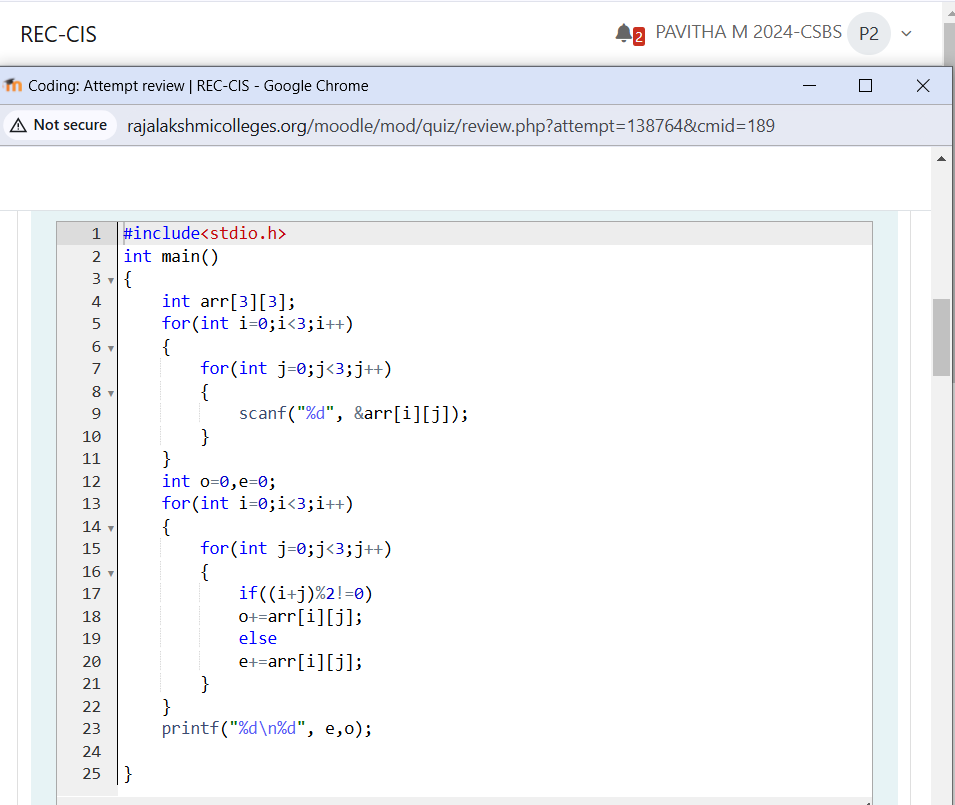 REC-CIS
2 PAVITHA M 2024-CSBS P2
Coding: Attempt review | REC-CIS - Google Chrome
Not secure rajalakshmicolleges.org/moodle/mod/quiz/review.php?attempt=138764&cmid=189
1 #include<stdio.h>
2 int main()
3 {
4     int arr[3][3];
5     for(int i=0;i<3;i++)
6     {
7         for(int j=0;j<3;j++)
8         {
9             scanf("%d", &arr[i][j]);
10         }
11     }
12     int o=0,e=0;
13     for(int i=0;i<3;i++)
14     {
15         for(int j=0;j<3;j++)
16         {
17             if((i+j)%2!=0)
18             o+=arr[i][j];
19             else
20             e+=arr[i][j];
21         }
22     }
23     printf("%d\n%d", e,o);
24
25 }